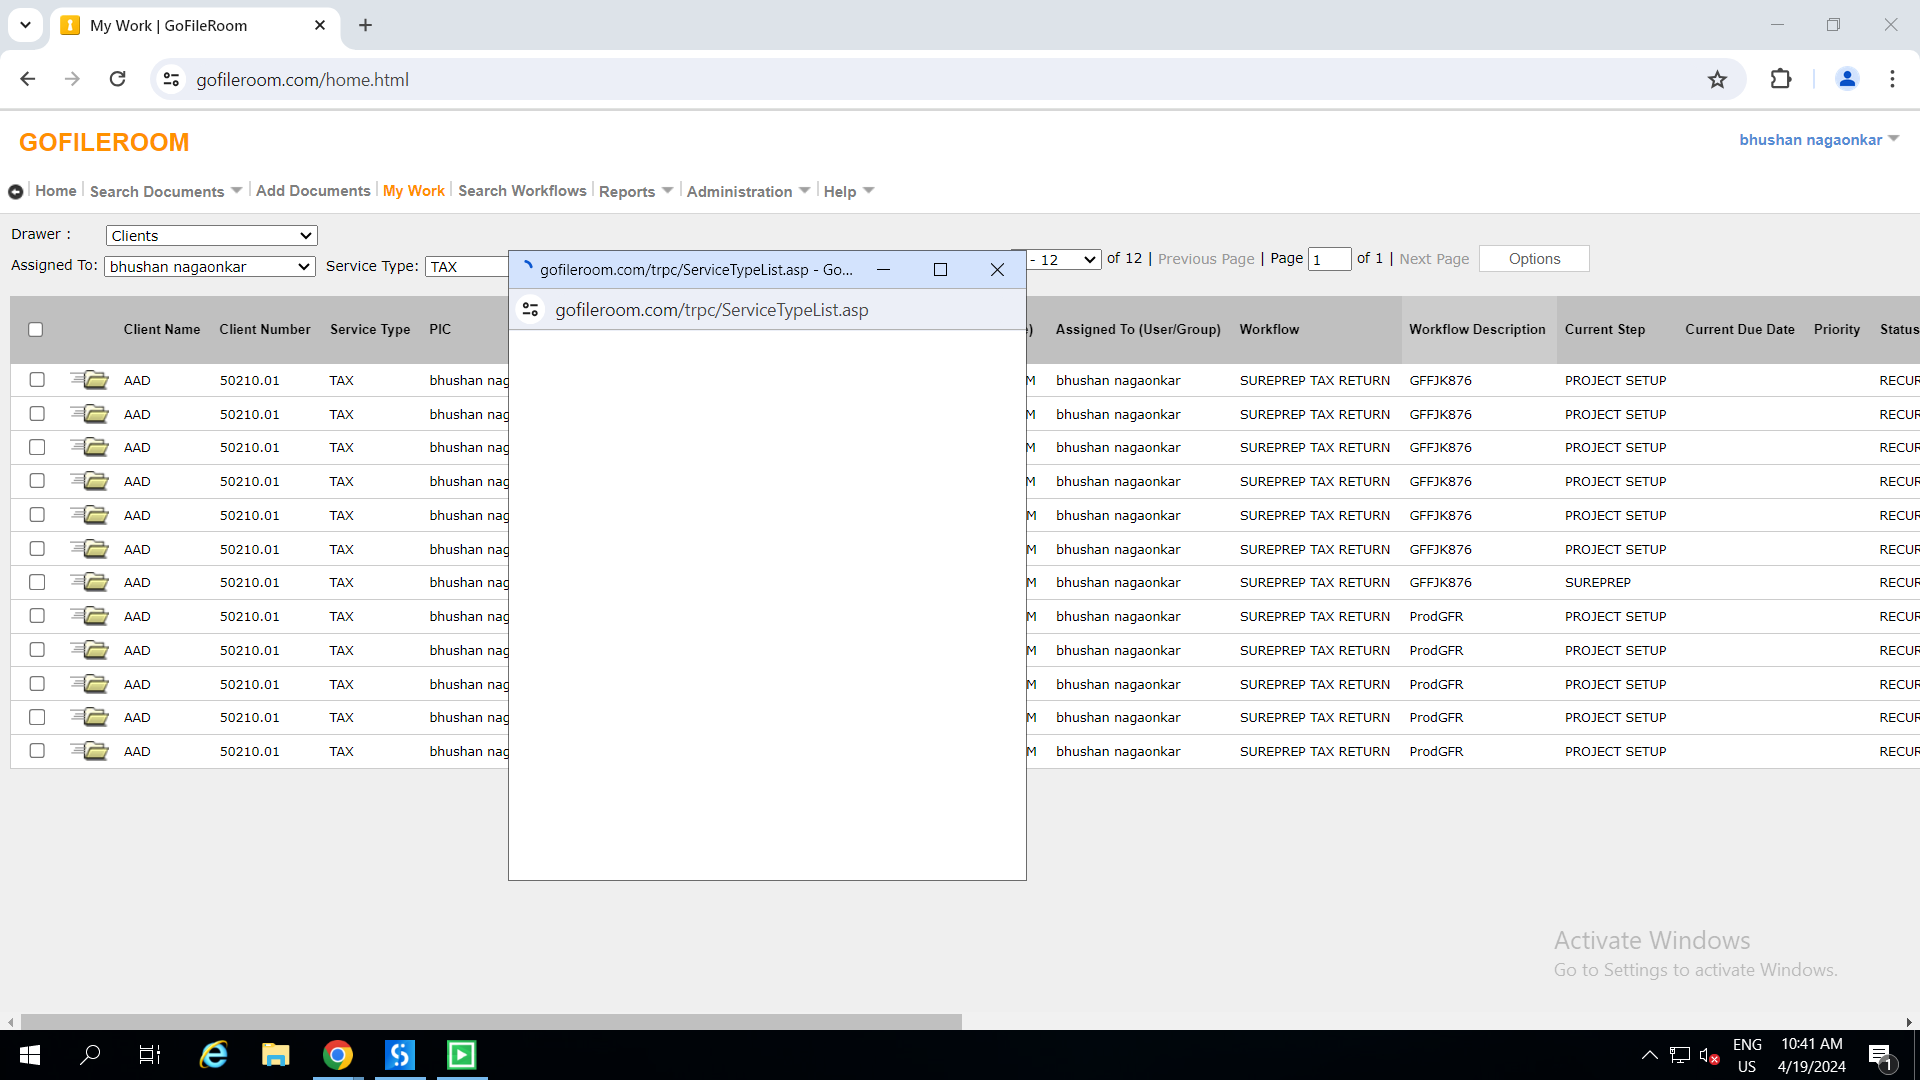 My Work | GoFileRoom
gofileroom.com/home.html
GOFILEROOM
bhushan nagaonkar
Home
Search Documents
Add Documents
My Work
Search Workflows
Reports
Administration
Help
Drawer :
Clients
Assigned To:
bhushan nagaonkar
Service Type:
TAX
- 12
of 12 | Previous Page | Page 1 of 1 | Next Page
Options
gofileroom.com/trpc/ServiceTypeList.asp - Go...
gofileroom.com/trpc/ServiceTypeList.asp
Client Name Client Number Service Type PIC e) Assigned To (User/Group) Workflow Workflow Description Current Step Current Due Date Priority Status
AAD 50210.01 TAX bhushan nag M bhushan nagaonkar SUREPREP TAX RETURN GFFJK876 PROJECT SETUP RECUR
AAD 50210.01 TAX bhushan nag M bhushan nagaonkar SUREPREP TAX RETURN GFFJK876 PROJECT SETUP RECUR
AAD 50210.01 TAX bhushan nag M bhushan nagaonkar SUREPREP TAX RETURN GFFJK876 PROJECT SETUP RECUR
AAD 50210.01 TAX bhushan nag M bhushan nagaonkar SUREPREP TAX RETURN GFFJK876 PROJECT SETUP RECUR
AAD 50210.01 TAX bhushan nag M bhushan nagaonkar SUREPREP TAX RETURN GFFJK876 PROJECT SETUP RECUR
AAD 50210.01 TAX bhushan nag M bhushan nagaonkar SUREPREP TAX RETURN GFFJK876 PROJECT SETUP RECUR
AAD 50210.01 TAX bhushan nag M bhushan nagaonkar SUREPREP TAX RETURN GFFJK876 SUREPREP RECUR
AAD 50210.01 TAX bhushan nag M bhushan nagaonkar SUREPREP TAX RETURN ProdGFR PROJECT SETUP RECUR
AAD 50210.01 TAX bhushan nag M bhushan nagaonkar SUREPREP TAX RETURN ProdGFR PROJECT SETUP RECUR
AAD 50210.01 TAX bhushan nag M bhushan nagaonkar SUREPREP TAX RETURN ProdGFR PROJECT SETUP RECUR
AAD 50210.01 TAX bhushan nag M bhushan nagaonkar SUREPREP TAX RETURN ProdGFR PROJECT SETUP RECUR
AAD 50210.01 TAX bhushan nag M bhushan nagaonkar SUREPREP TAX RETURN ProdGFR PROJECT SETUP RECUR
Activate Windows
Go to Settings to activate Windows.
ENG
US
10:41 AM
4/19/2024
1